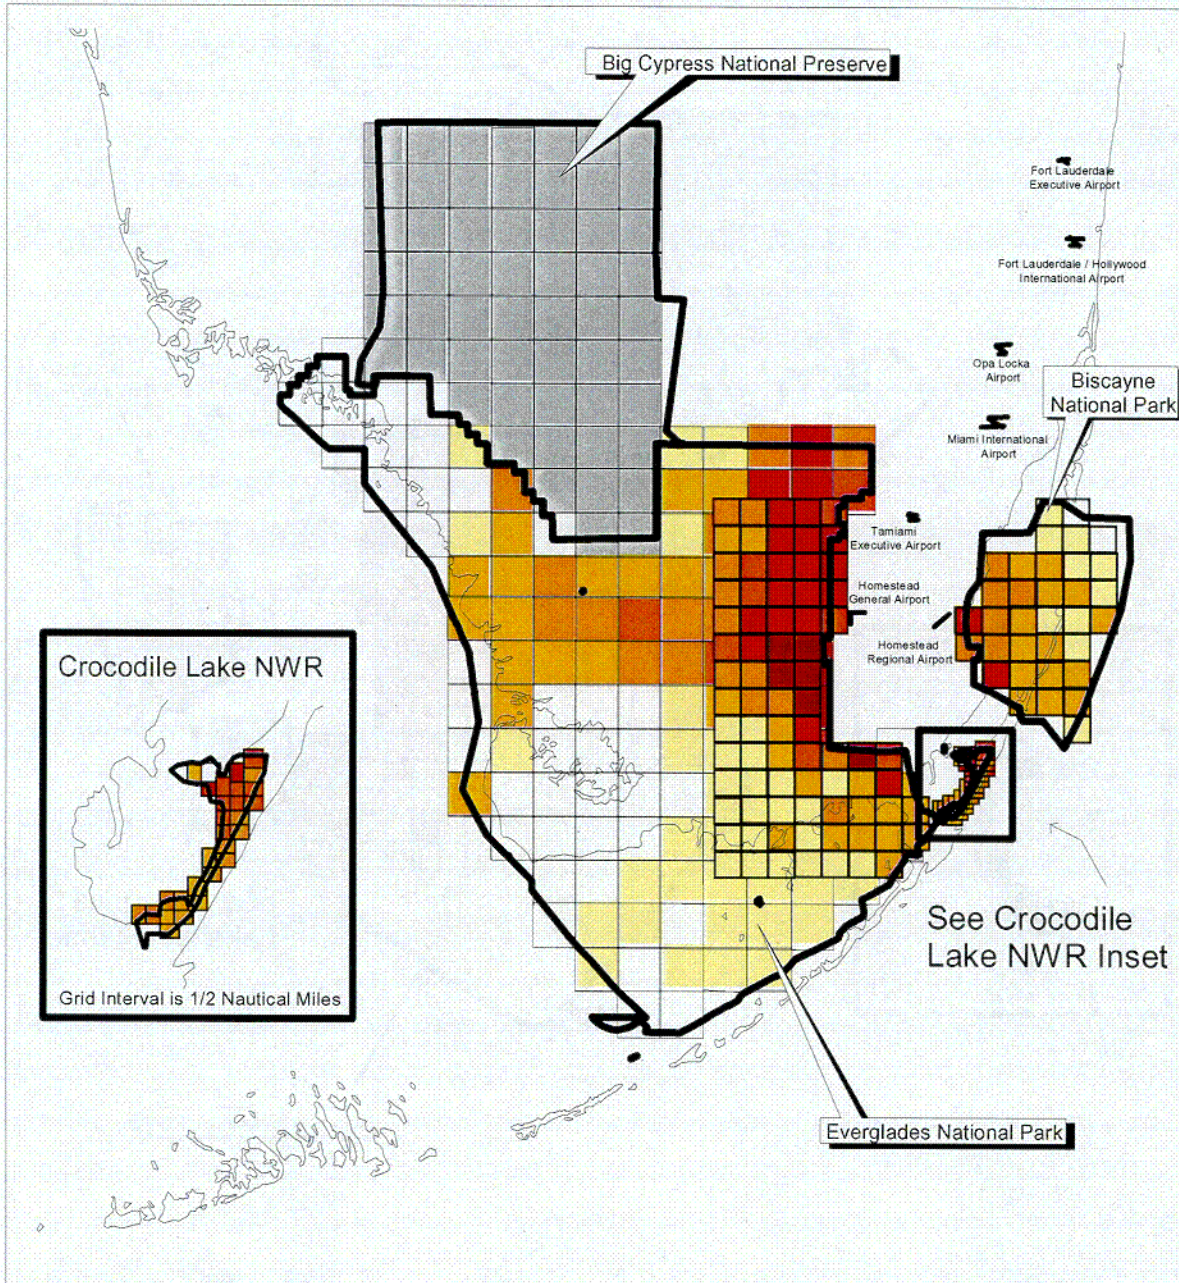 Big Cypress National Preserve
Fort Lauderdale
Executive Airport
Fort Lauderdale / Hollywood
International Airport
Opa Locka
Airport
Biscayne
National Park
Miami International
Airport
Tamiami
Executive Airport
Homestead
General Airport
Homestead
Regional Airport
Crocodile Lake NWR
Grid Interval is 1/2 Nautical Miles
See Crocodile
Lake NWR Inset
Everglades National Park